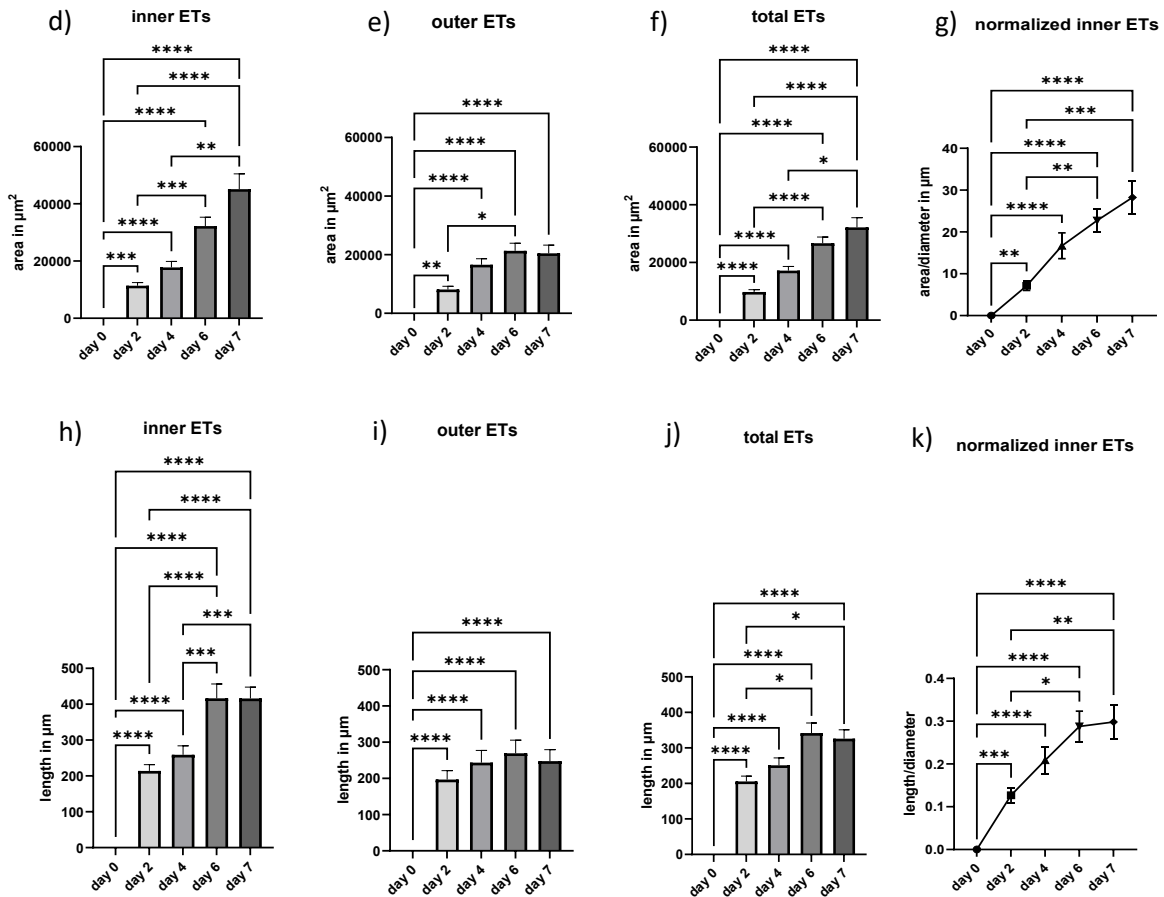 d)
inner ETs
****
****
****
**
***
****
***
area in µm²
60000
40000
20000
0
day 0
day 2
day 4
day 6
day 7
e)
outer ETs
****
****
****
*
**
area in µm²
60000
40000
20000
0
day 0
day 2
day 4
day 6
day 7
f)
total ETs
****
****
****
*
****
****
****
area in µm²
60000
40000
20000
0
day 0
day 2
day 4
day 6
day 7
g)
normalized inner ETs
****
***
****
**
****
**
area/diameter in µm
40
30
20
10
0
day 0
day 2
day 4
day 6
day 7
h)
inner ETs
****
****
****
****
***
***
****
****
length in µm
500
400
300
200
100
0
day 0
day 2
day 4
day 6
day 7
i)
outer ETs
****
****
****
****
length in µm
500
400
300
200
100
0
day 0
day 2
day 4
day 6
day 7
j)
total ETs
****
*
****
*
****
****
length in µm
500
400
300
200
100
0
day 0
day 2
day 4
day 6
day 7
k)
normalized inner ETs
****
**
****
*
****
***
length/diameter
0.4
0.3
0.2
0.1
0.0
day 0
day 2
day 4
day 6
day 7